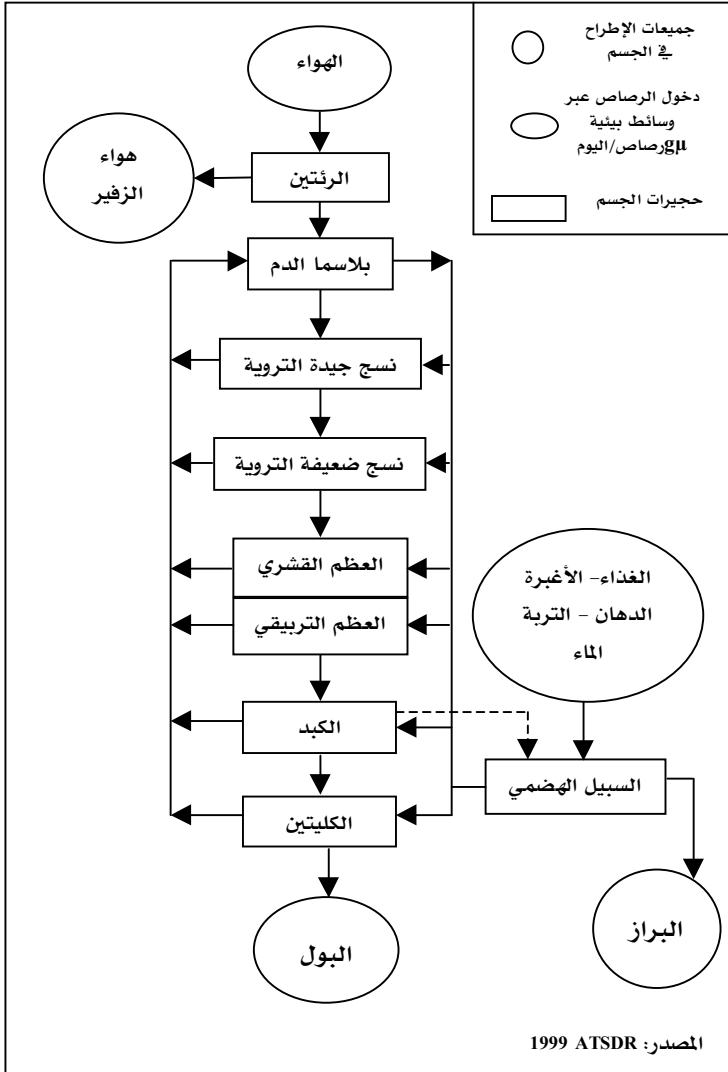 جميعات الإطراح
في الجسم
دخول الرصاص عبر
وسائط بيئية
gµرصاص/اليوم
حجيرات الجسم
الهواء
هواء
الزفير
الرئتين
بلاسما الدم
نسج جيدة التروية
نسج ضعيفة التروية
العظم القشري
العظم التربيقي
الغذاء- الأغبرة
الدهان - التربة
الماء
الكبد
السبيل الهضمي
الكليتين
البول
البراز
المصدر: ATSDR 1999